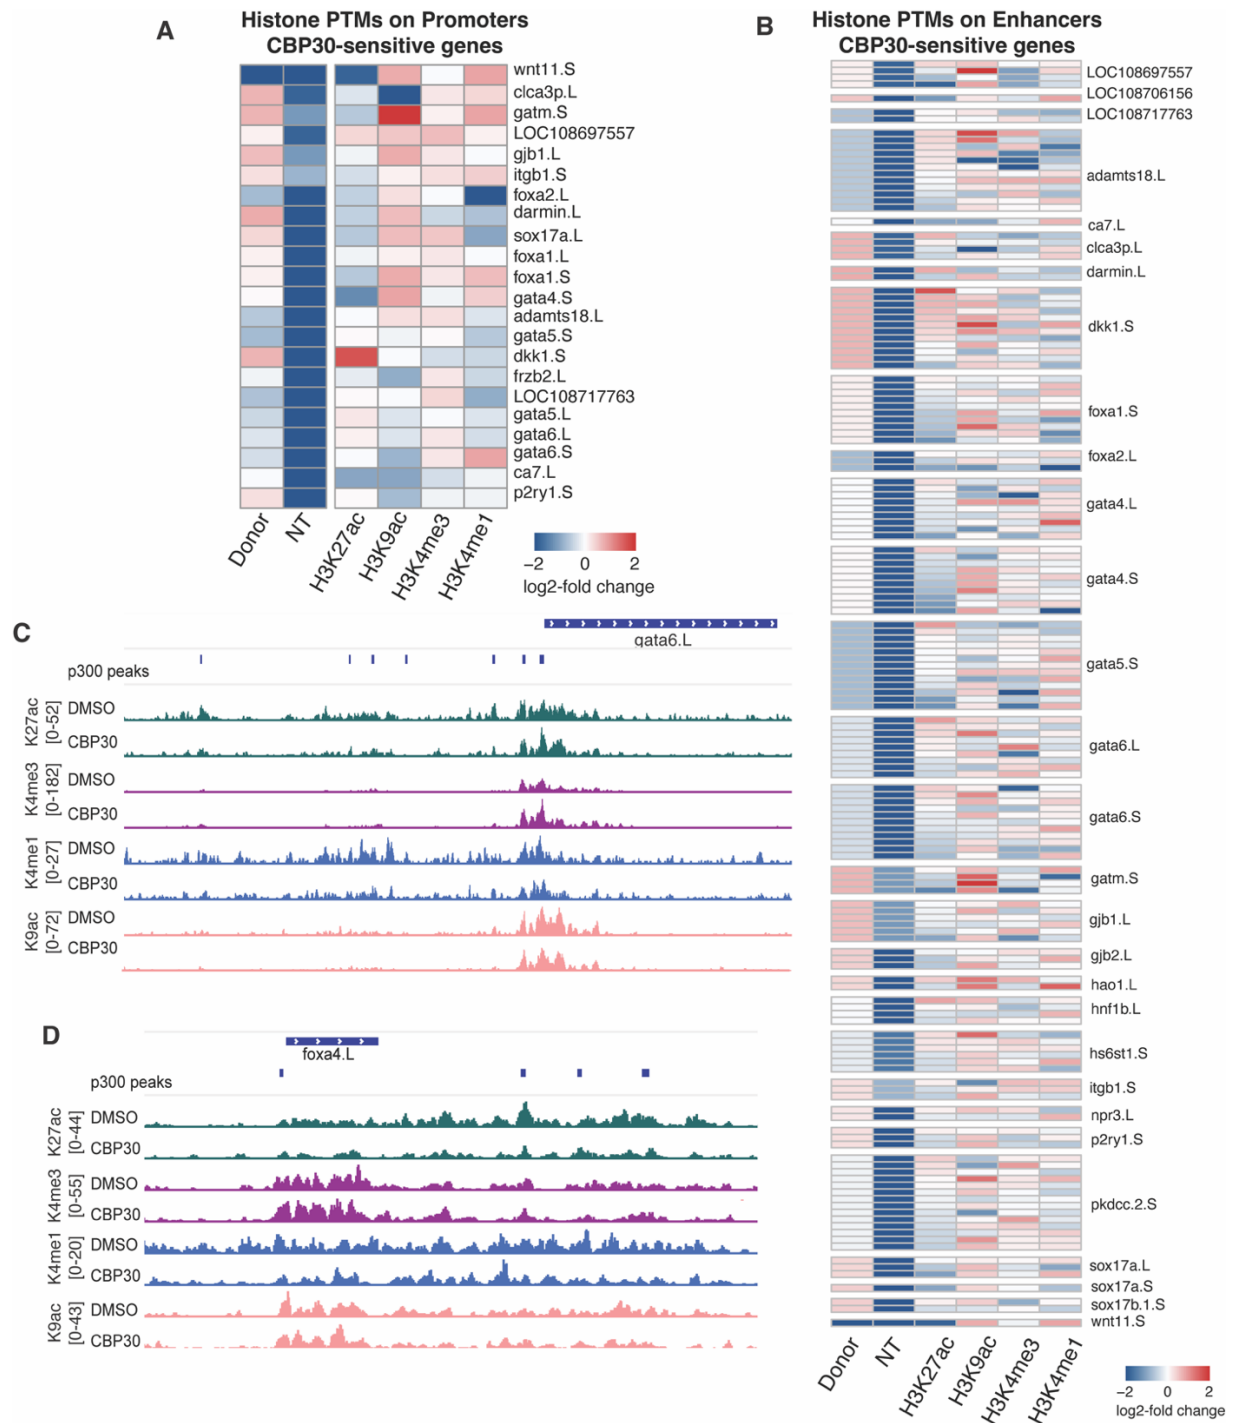 A
Histone PTMs on Promoters
CBP30-sensitive genes
wnt11.S
clca3p.L
gatm.S
LOC108697557
gjb1.L
itgb1.S
foxa2.L
darmin.L
sox17a.L
foxa1.L
foxa1.S
gata4.S
adamts18.L
gata5.S
dkk1.S
frzb2.L
LOC108717763
gata5.L
gata6.L
gata6.S
ca7.L
p2ry1.S
Donor
NT
H3K27ac
H3K9ac
H3K4me3
H3K4me1
−2 0 2
log2-fold change
B
Histone PTMs on Enhancers
CBP30-sensitive genes
LOC108697557
LOC108706156
LOC108717763
adamts18.L
ca7.L
clca3p.L
darmin.L
dkk1.S
foxa1.S
foxa2.L
gata4.L
gata4.S
gata5.S
gata6.L
gata6.S
gatm.S
gjb1.L
gjb2.L
hao1.L
hnf1b.L
hs6st1.S
itgb1.S
npr3.L
p2ry1.S
pkdcc.2.S
sox17a.L
sox17a.S
sox17b.1.S
wnt11.S
Donor
NT
H3K27ac
H3K9ac
H3K4me3
H3K4me1
−2 0 2
log2-fold change
C
gata6.L
p300 peaks
K27ac
[0-52]
DMSO
CBP30
K4me3
[0-182]
DMSO
CBP30
K4me1
[0-27]
DMSO
CBP30
K9ac
[0-72]
DMSO
CBP30
D
foxa4.L
p300 peaks
K27ac
[0-44]
DMSO
CBP30
K4me3
[0-55]
DMSO
CBP30
K4me1
[0-20]
DMSO
CBP30
K9ac
[0-43]
DMSO
CBP30